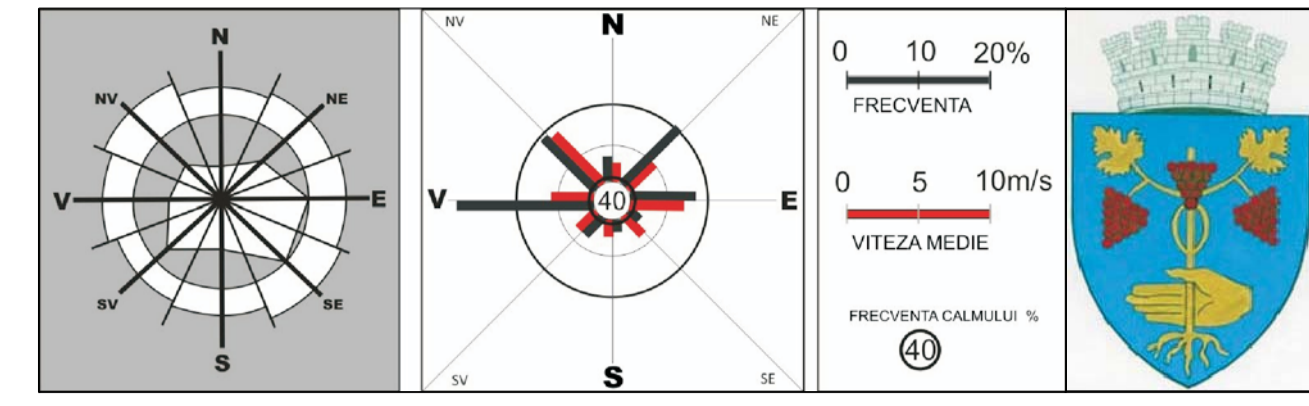 N
NV
NE
V
E
SV
SE
S
NV
N
NE
V
40
E
SV
S
SE
0 10 20%
FRECVENTA
0 5 10m/s
VITEZA MEDIE
FRECVENTA CALMULUI %
40